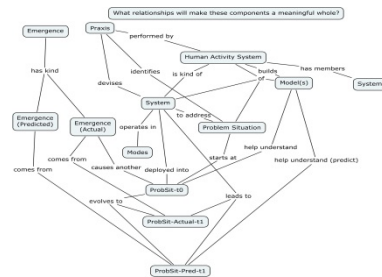 What relationships will make these components a meaningful whole?
Emergence
Praxis
performed by
Human Activity System
has kind
identifies
is kind of
builds
of
has members
devises
Model(s)
System
System
to address
Emergence
(Predicted)
Emergence
(Actual)
operates in
Problem Situation
Modes
help understand
comes from
causes another
starts at
help understand (predict)
comes from
deployed into
ProbSit-t0
evolves to
leads to
ProbSit-Actual-t1
ProbSit-Pred-t1